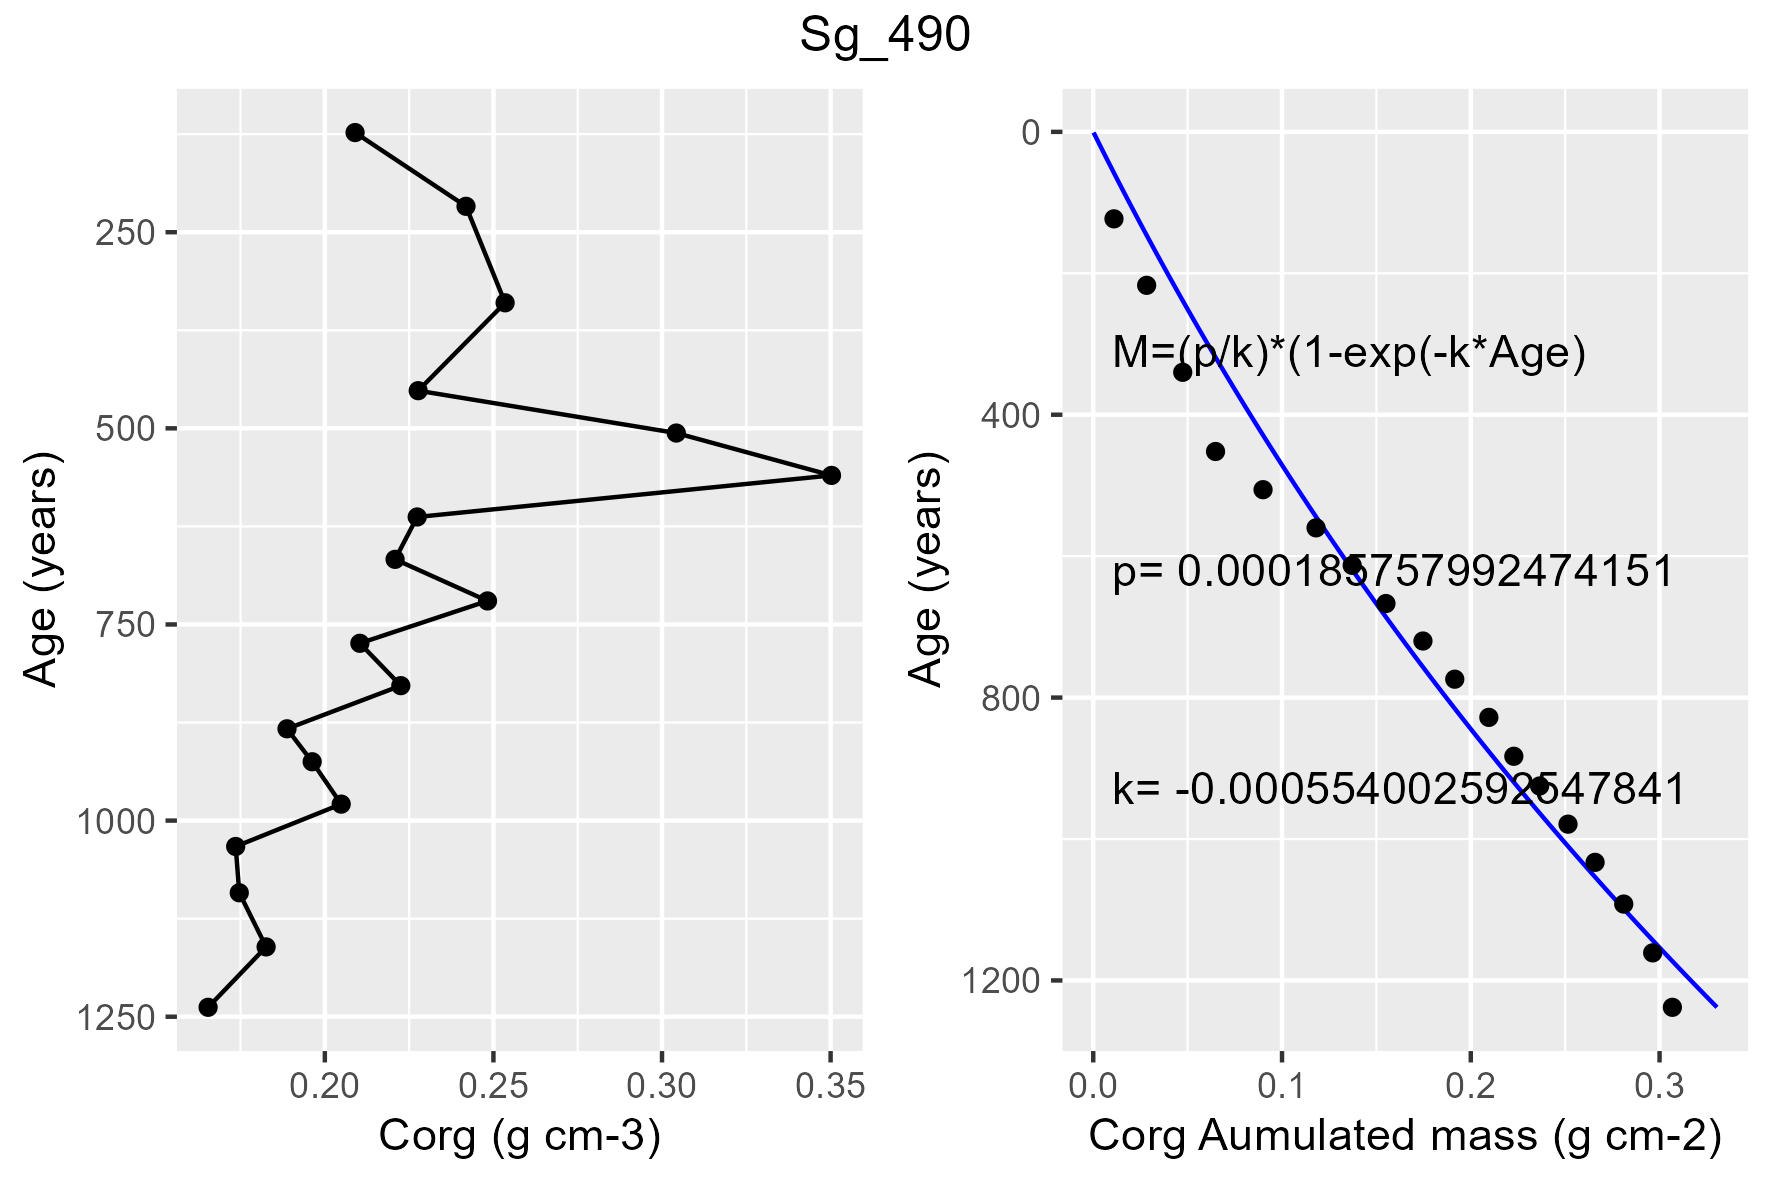 Sg_490
Age (years)
250
500
750
1000
1250
0.20 0.25 0.30 0.35
Corg (g cm-3)
Age (years)
0
400
800
1200
M=(p/k)*(1-exp(-k*Age)
p= 0.000185757992474151
k= -0.000554002592547841
0.0 0.1 0.2 0.3
Corg Aumulated mass (g cm-2)